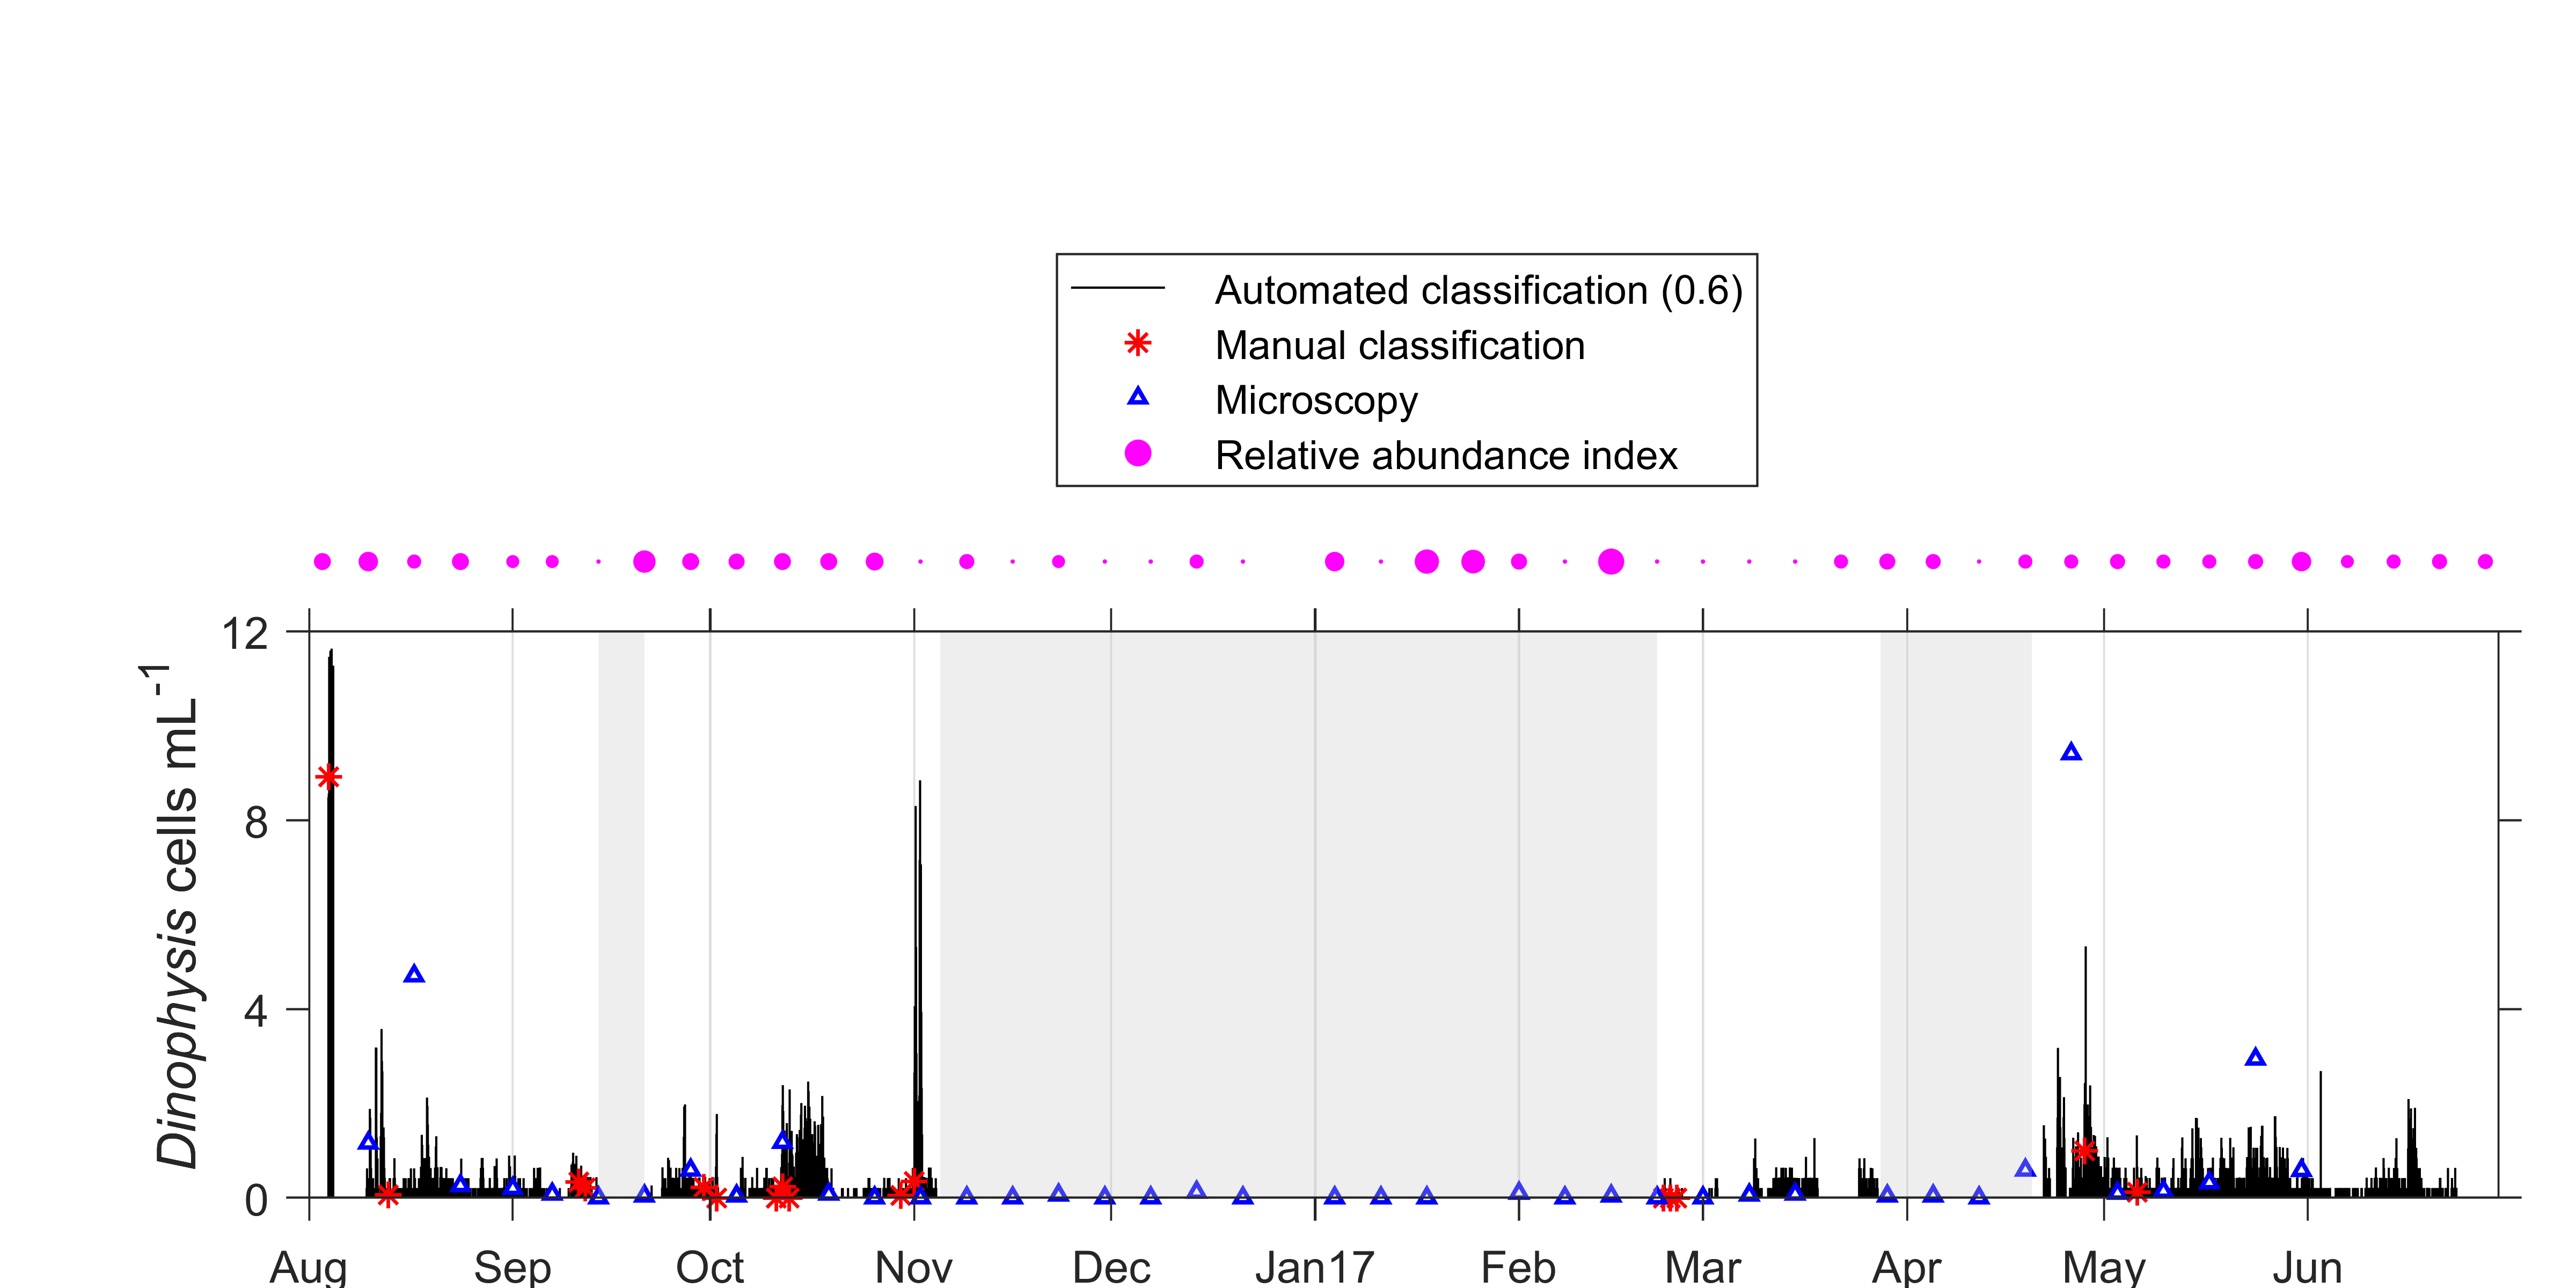 Automated classification (0.6)
Manual classification
Microscopy
Relative abundance index
Dinophysis cells mL-1
12
8
4
0
Aug Sep Oct Nov Dec Jan17 Feb Mar Apr May Jun